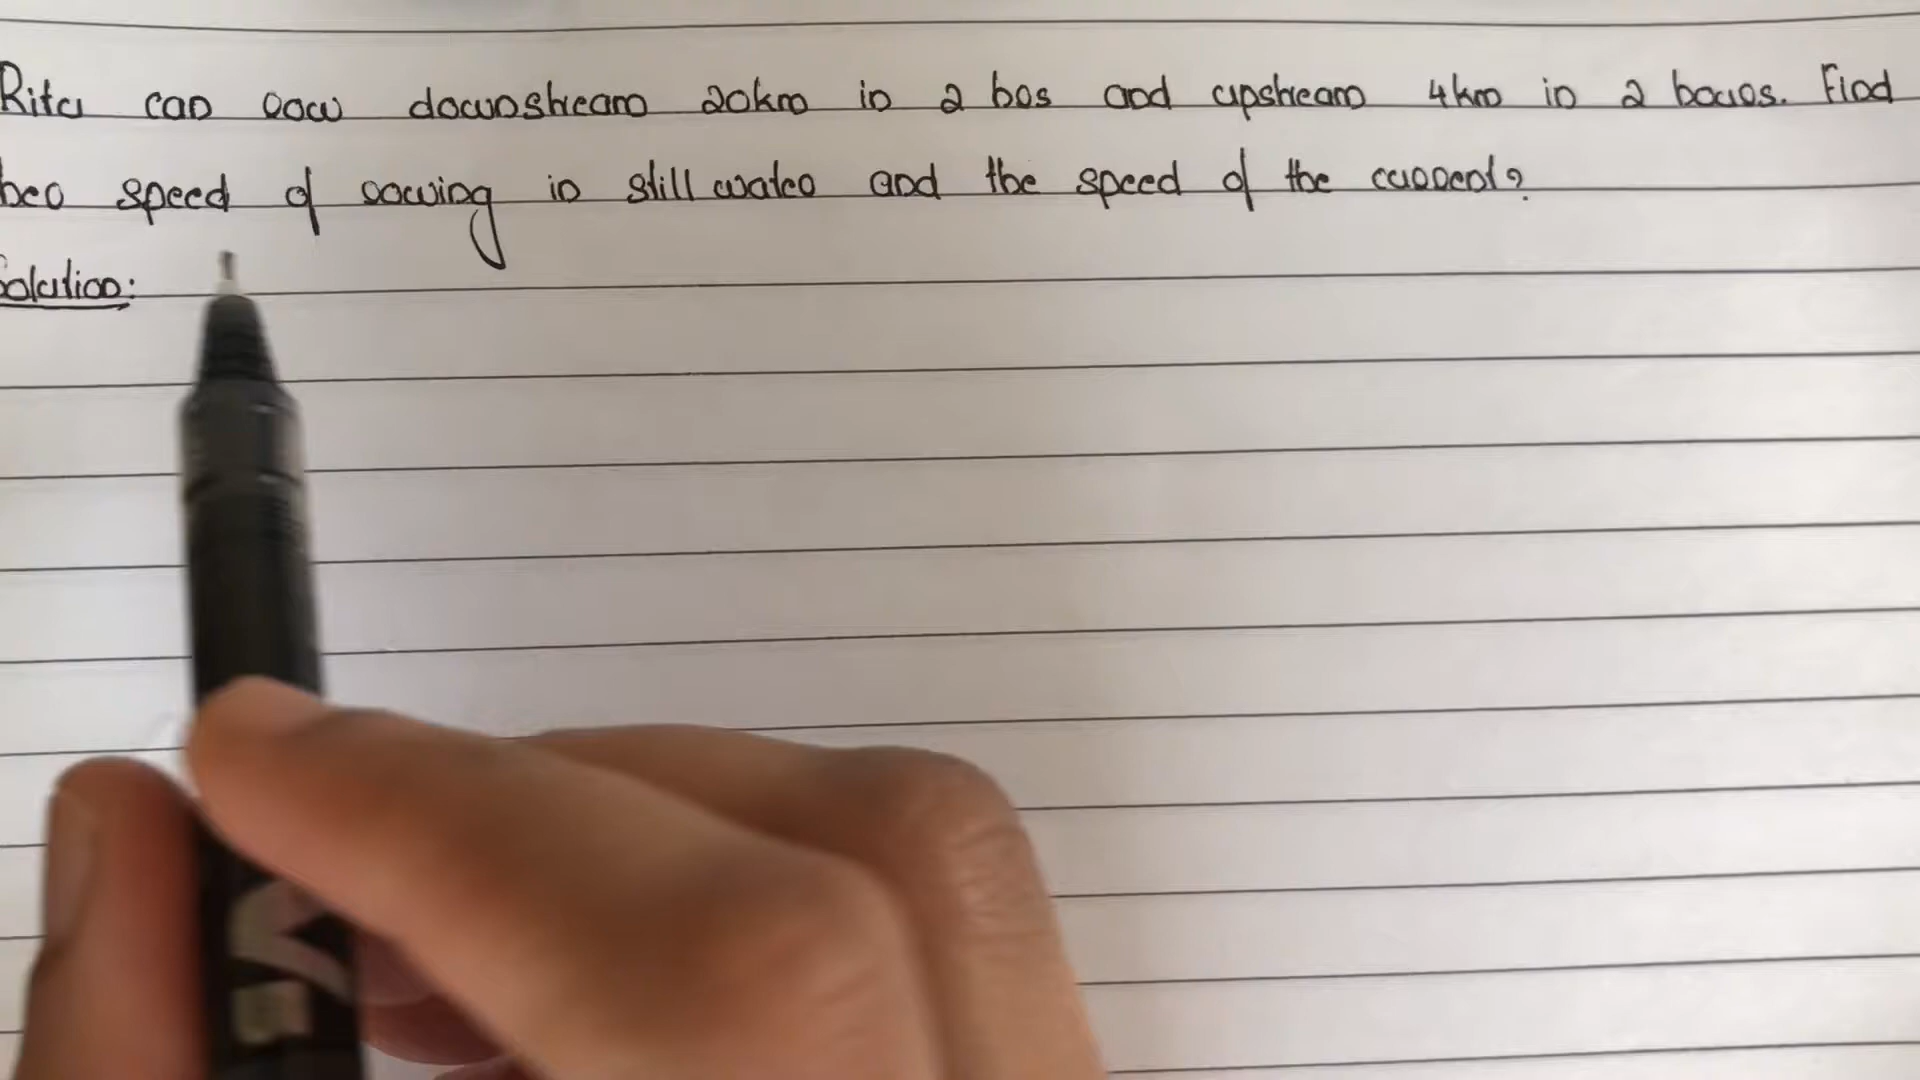 Rita can row downstream 20km in 2 hrs and upstream 4km in 2 hours. Find
her speed of rowing in still water and the speed of the current?
Solution: